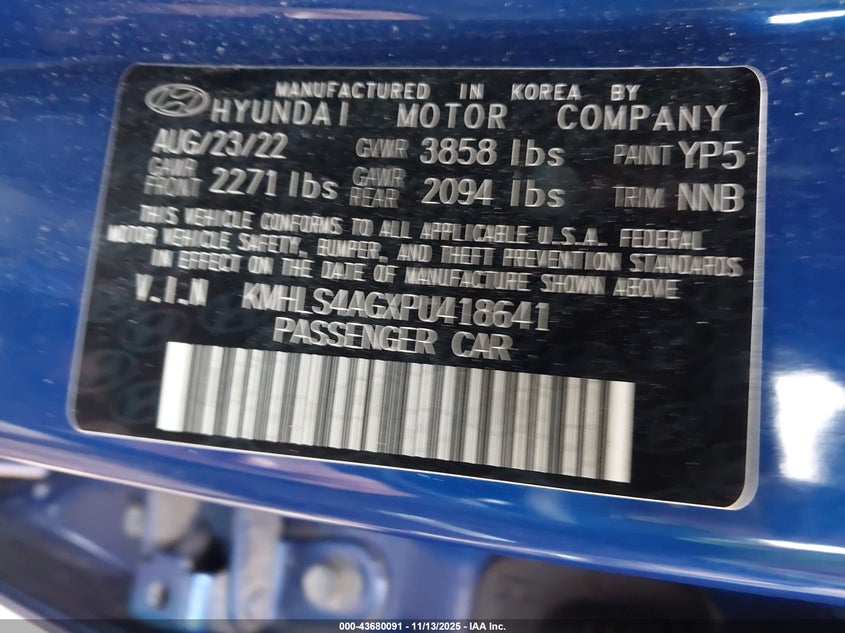 MANUFACTURED IN KOREA BY
HYUNDAI MOTOR COMPANY
AUG/23/22 GVWR 3858 lbs PAINT YP5
GAWR FRONT 2271 lbs GAWR REAR 2094 lbs TRIM NNB
THIS VEHICLE CONFORMS TO ALL APPLICABLE U.S.A. FEDERAL
MOTOR VEHICLE SAFETY, BUMPER, AND THEFT PREVENTION STANDARDS
IN EFFECT ON THE DATE OF MANUFACTURE SHOWN ABOVE
V.I.N KMHLS4AGXPU418641
PASSENGER CAR
000-43680091 | 11/13/2025 - IAA Inc.